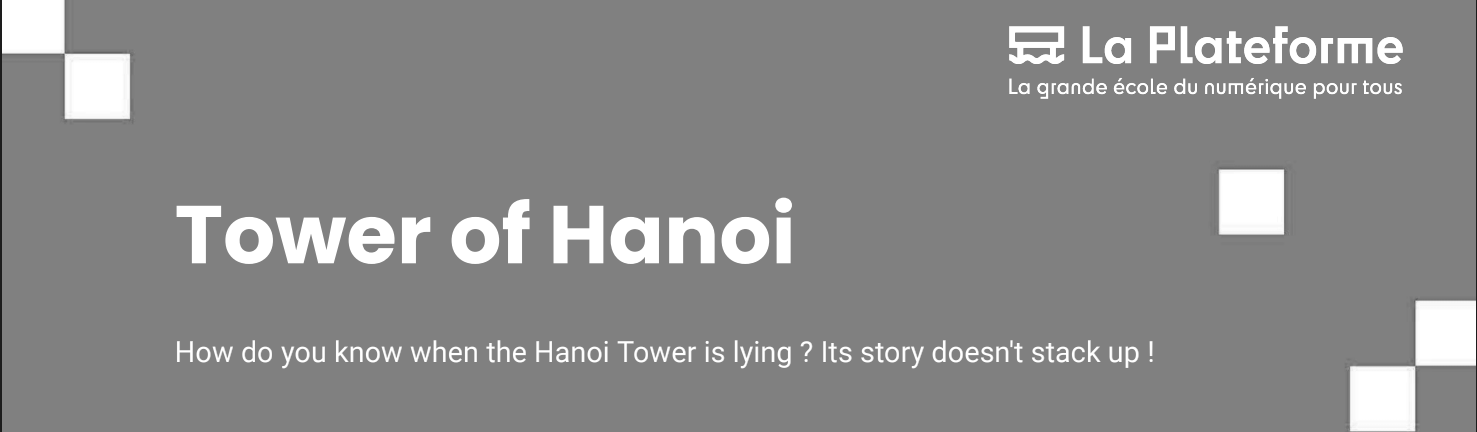 La Plateforme
La grande école du numérique pour tous
Tower of Hanoi
How do you know when the Hanoi Tower is lying ? Its story doesn't stack up !